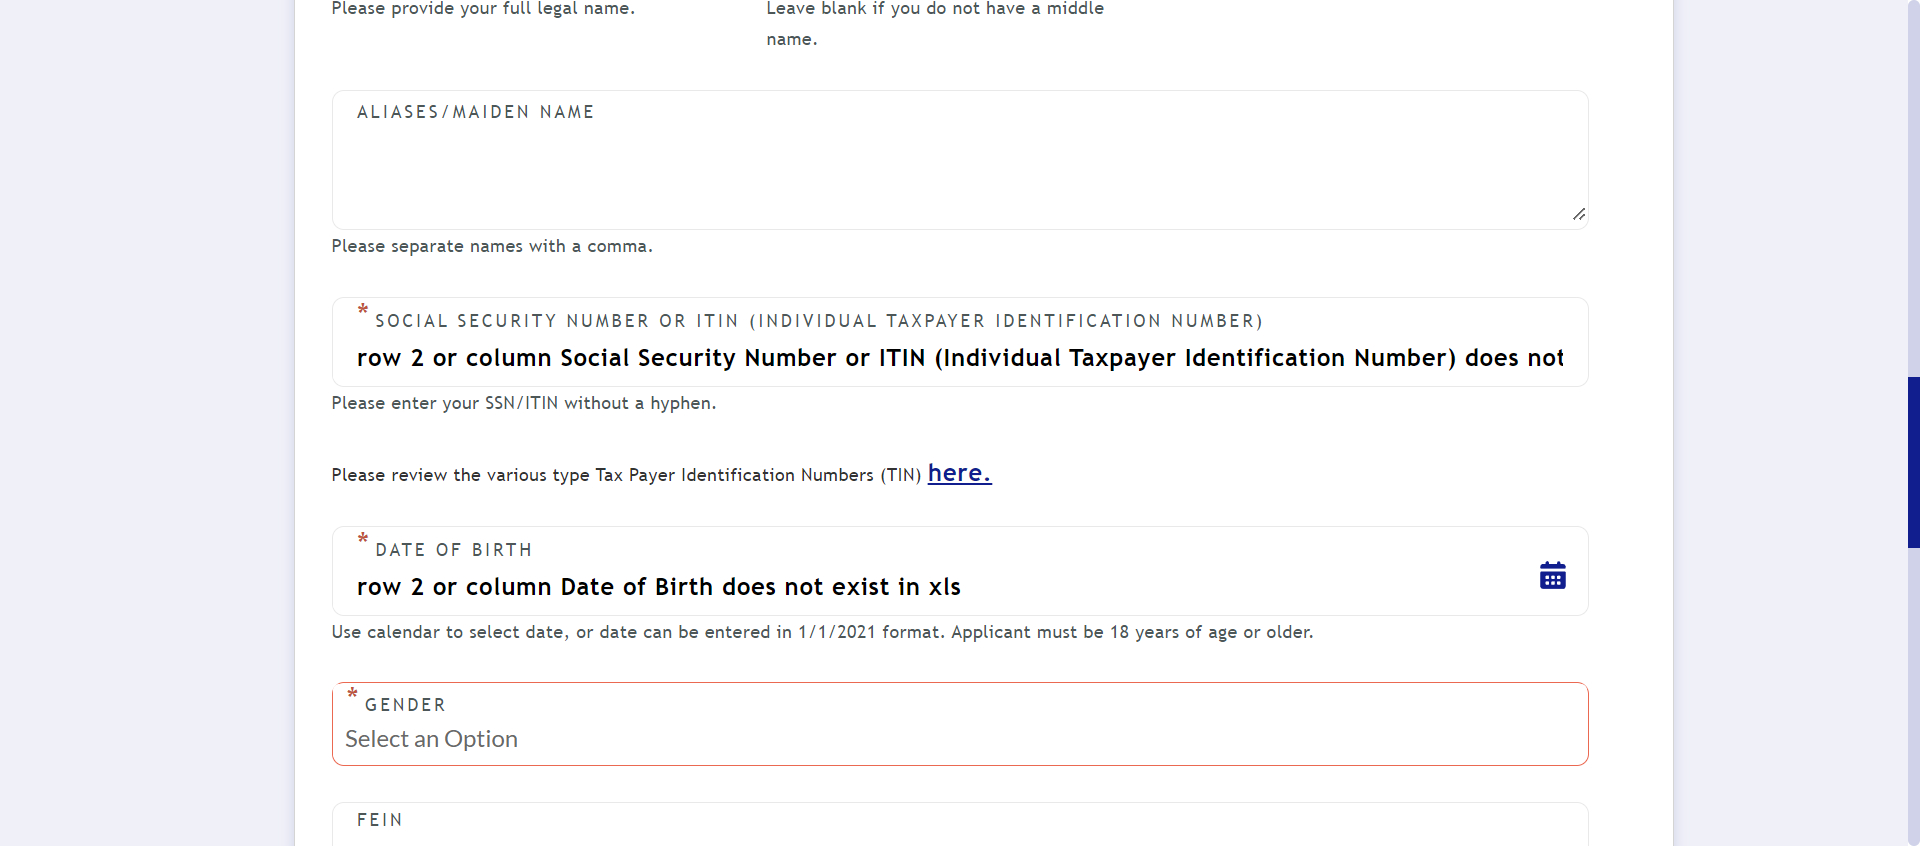 Please provide your full legal name.
Leave blank if you do not have a middle
name.
ALIASES/MAIDEN NAME
Please separate names with a comma.
* SOCIAL SECURITY NUMBER OR ITIN (INDIVIDUAL TAXPAYER IDENTIFICATION NUMBER)
row 2 or column Social Security Number or ITIN (Individual Taxpayer Identification Number) does not
Please enter your SSN/ITIN without a hyphen.
Please review the various type Tax Payer Identification Numbers (TIN) here.
* DATE OF BIRTH
row 2 or column Date of Birth does not exist in xls
Use calendar to select date, or date can be entered in 1/1/2021 format. Applicant must be 18 years of age or older.
* GENDER
Select an Option
FEIN